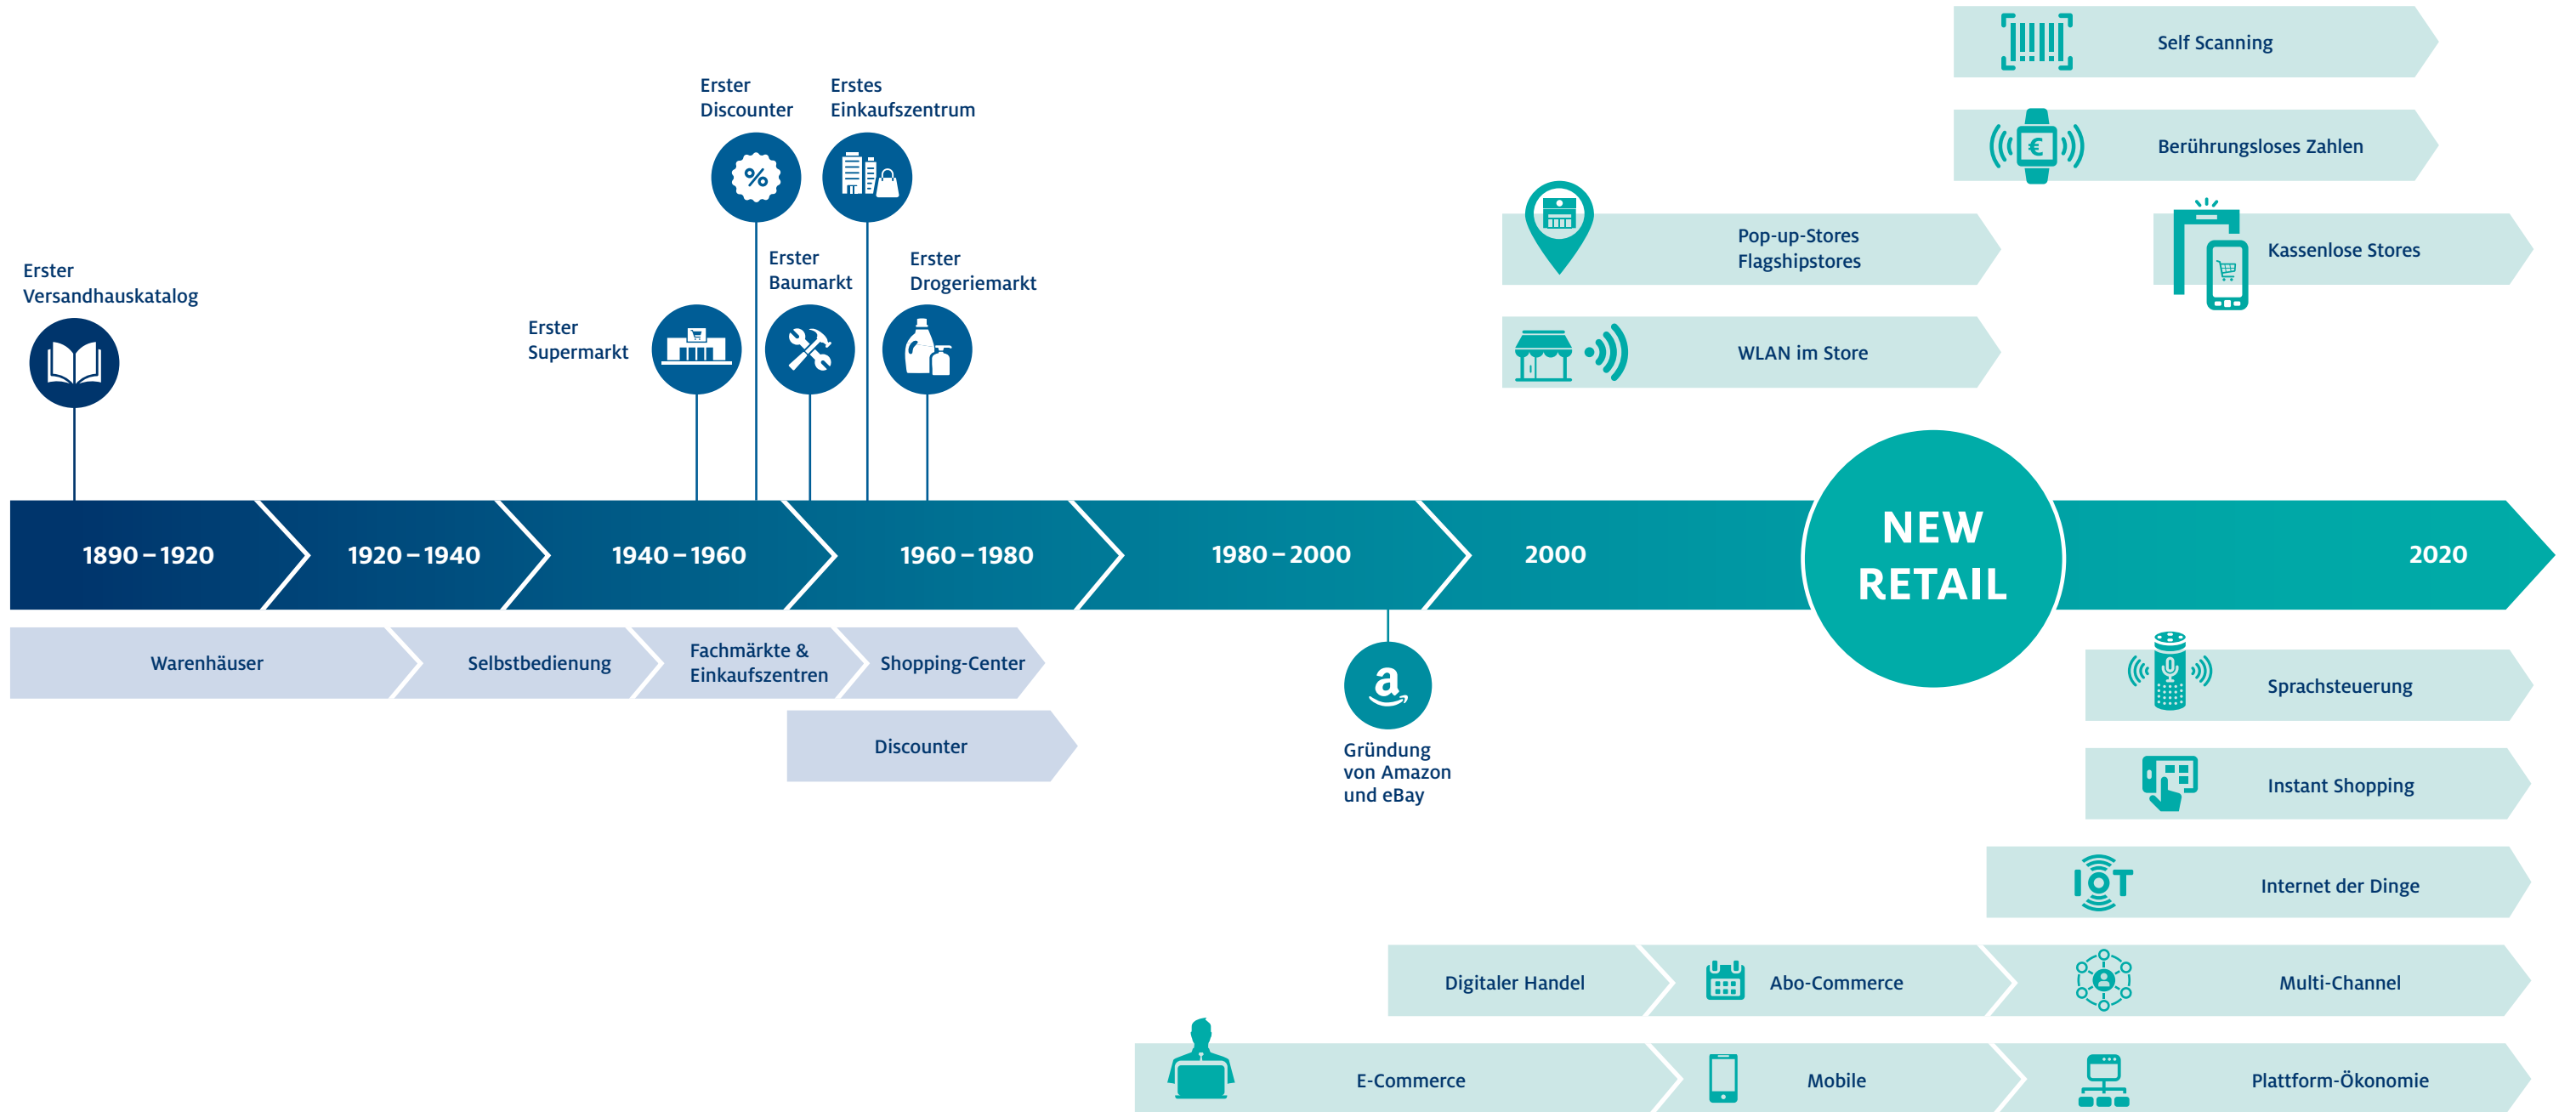 Self Scanning
Berührungsloses Zahlen
Erster
Discounter
Erstes
Einkaufszentrum
%
€
Pop-up-Stores
Flagshipstores
Kassenlose Stores
Erster
Versandhauskatalog
Erster
Baumarkt
Erster
Drogeriemarkt
Erster
Supermarkt
WLAN im Store
1890 – 1920
1920 – 1940
1940 – 1960
1960 – 1980
1980 – 2000
2000
NEW
RETAIL
2020
Warenhäuser
Selbstbedienung
Fachmärkte &
Einkaufszentren
Shopping-Center
Discounter
a
Gründung
von Amazon
und eBay
Sprachsteuerung
Instant Shopping
IOT
Internet der Dinge
Digitaler Handel
Abo-Commerce
Multi-Channel
E-Commerce
Mobile
Plattform-Ökonomie